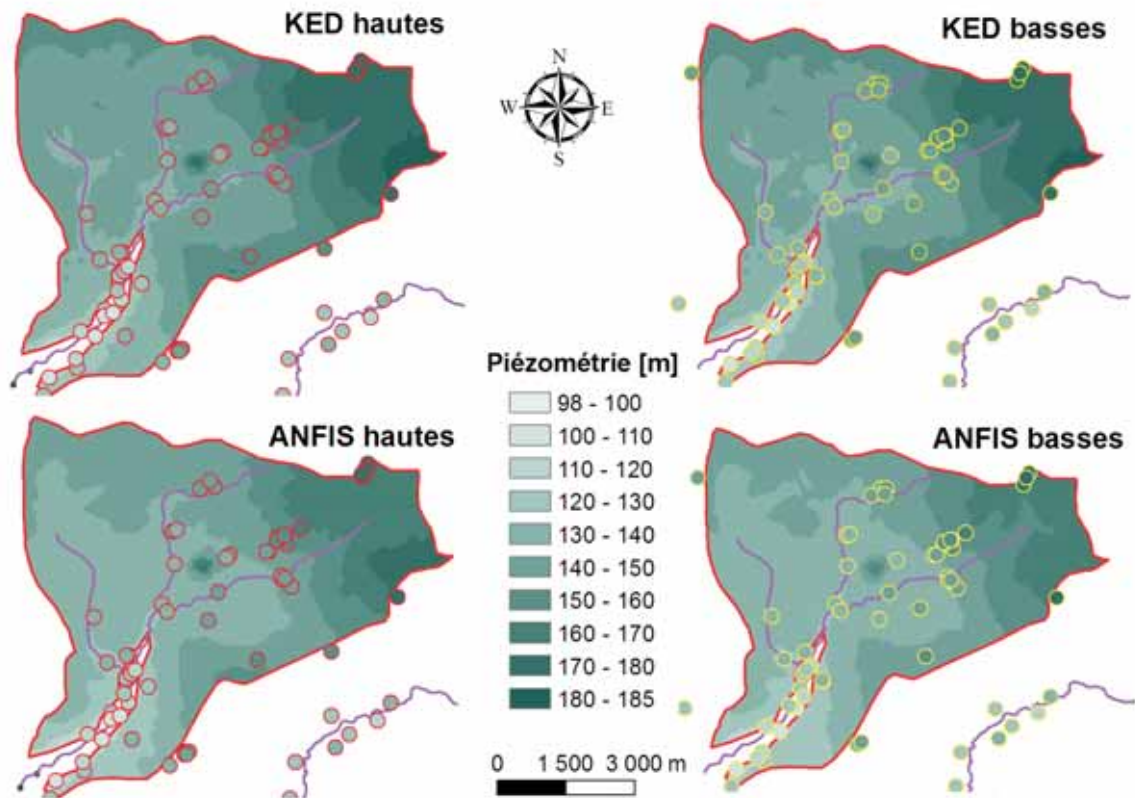 KED hautes
KED basses
N
W E
S
Piézométrie [m]
98 - 100
100 - 110
110 - 120
120 - 130
130 - 140
140 - 150
150 - 160
160 - 170
170 - 180
180 - 185
ANFIS hautes
ANFIS basses
0 1 500 3 000 m